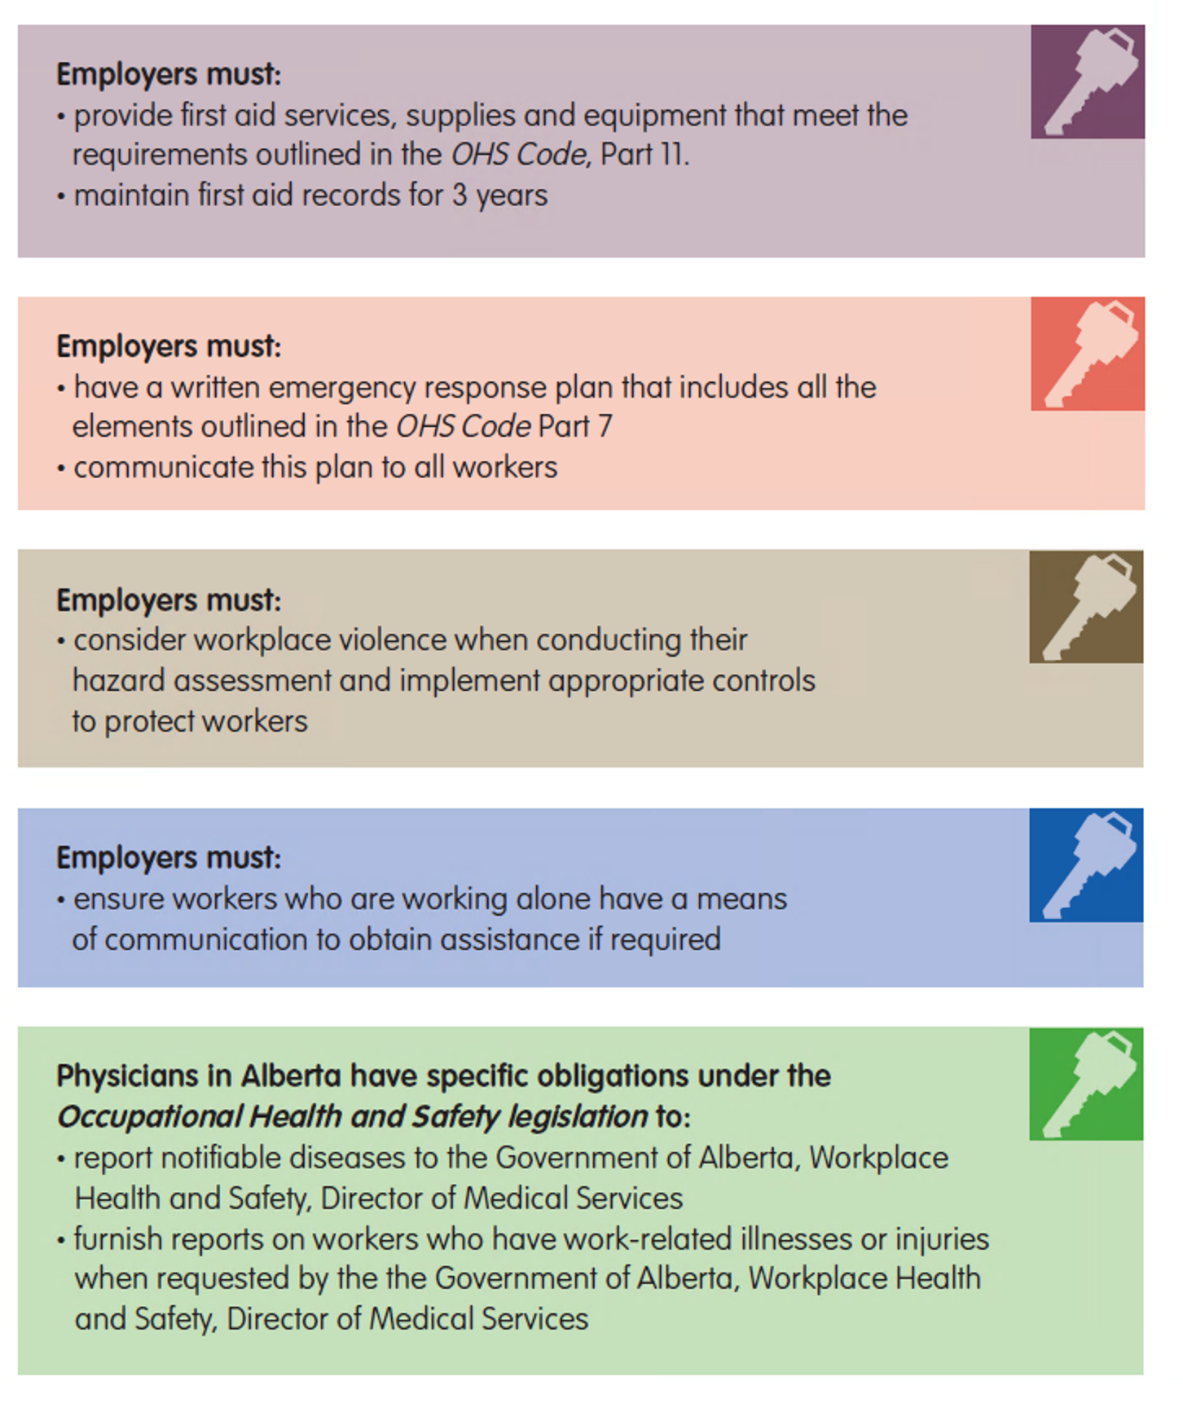 Employers must:
• provide first aid services, supplies and equipment that meet the
requirements outlined in the OHS Code, Part 11.
• maintain first aid records for 3 years
Employers must:
• have a written emergency response plan that includes all the
elements outlined in the OHS Code Part 7
• communicate this plan to all workers
Employers must:
• consider workplace violence when conducting their
hazard assessment and implement appropriate controls
to protect workers
Employers must:
• ensure workers who are working alone have a means
of communication to obtain assistance if required
Physicians in Alberta have specific obligations under the
Occupational Health and Safety legislation to:
• report notifiable diseases to the Government of Alberta, Workplace
Health and Safety, Director of Medical Services
• furnish reports on workers who have work-related illnesses or injuries
when requested by the the Government of Alberta, Workplace Health
and Safety, Director of Medical Services